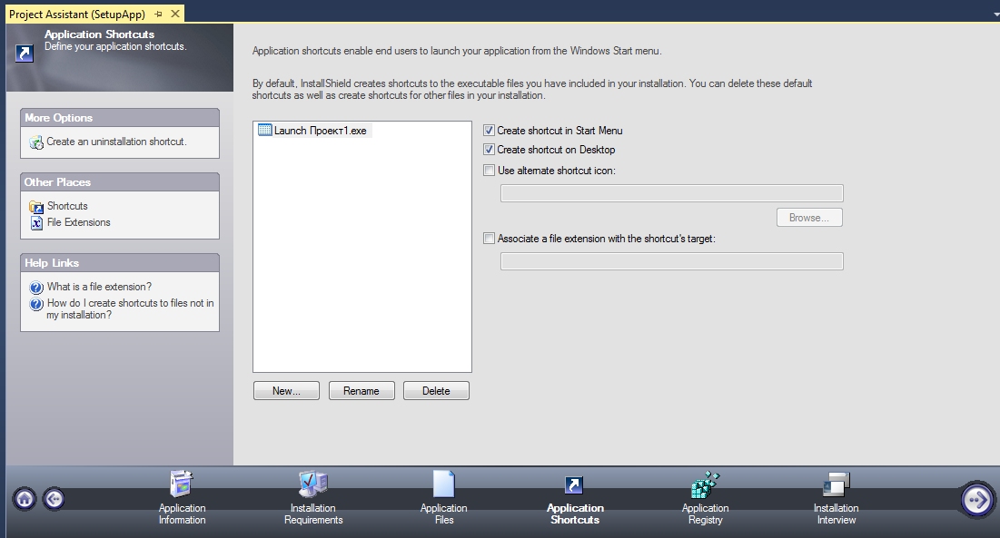 Project Assistant (SetupApp)
Application Shortcuts
Define your application shortcuts.
More Options
Create an uninstallation shortcut.
Other Places
Shortcuts
File Extensions
Help Links
What is a file extension?
How do I create shortcuts to files not in
my installation?
Application shortcuts enable end users to launch your application from the Windows Start menu.
By default, InstallShield creates shortcuts to the executable files you have included in your installation. You can delete these default
shortcuts as well as create shortcuts for other files in your installation.
Launch Проект1.exe
New...
Rename
Delete
Create shortcut in Start Menu
Create shortcut on Desktop
Use alternate shortcut icon:
Browse...
Associate a file extension with the shortcut's target:
Application
Information
Installation
Requirements
Application
Files
Application
Shortcuts
Application
Registry
Installation
Interview